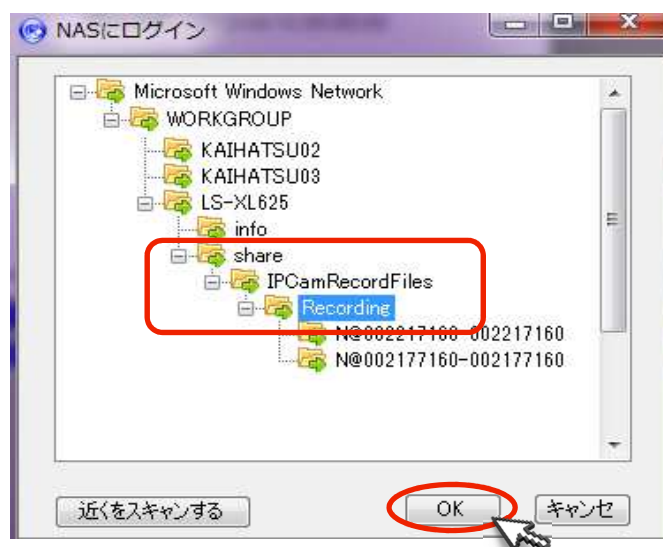 NASにログイン
Microsoft Windows Network
WORKGROUP
KAIHATSU02
KAIHATSU03
LS-XL625
info
share
IPCamRecordFiles
Recording
N@002217160-002217160
N@002177160-002177160
近くをスキャンする
OK
キャンセ